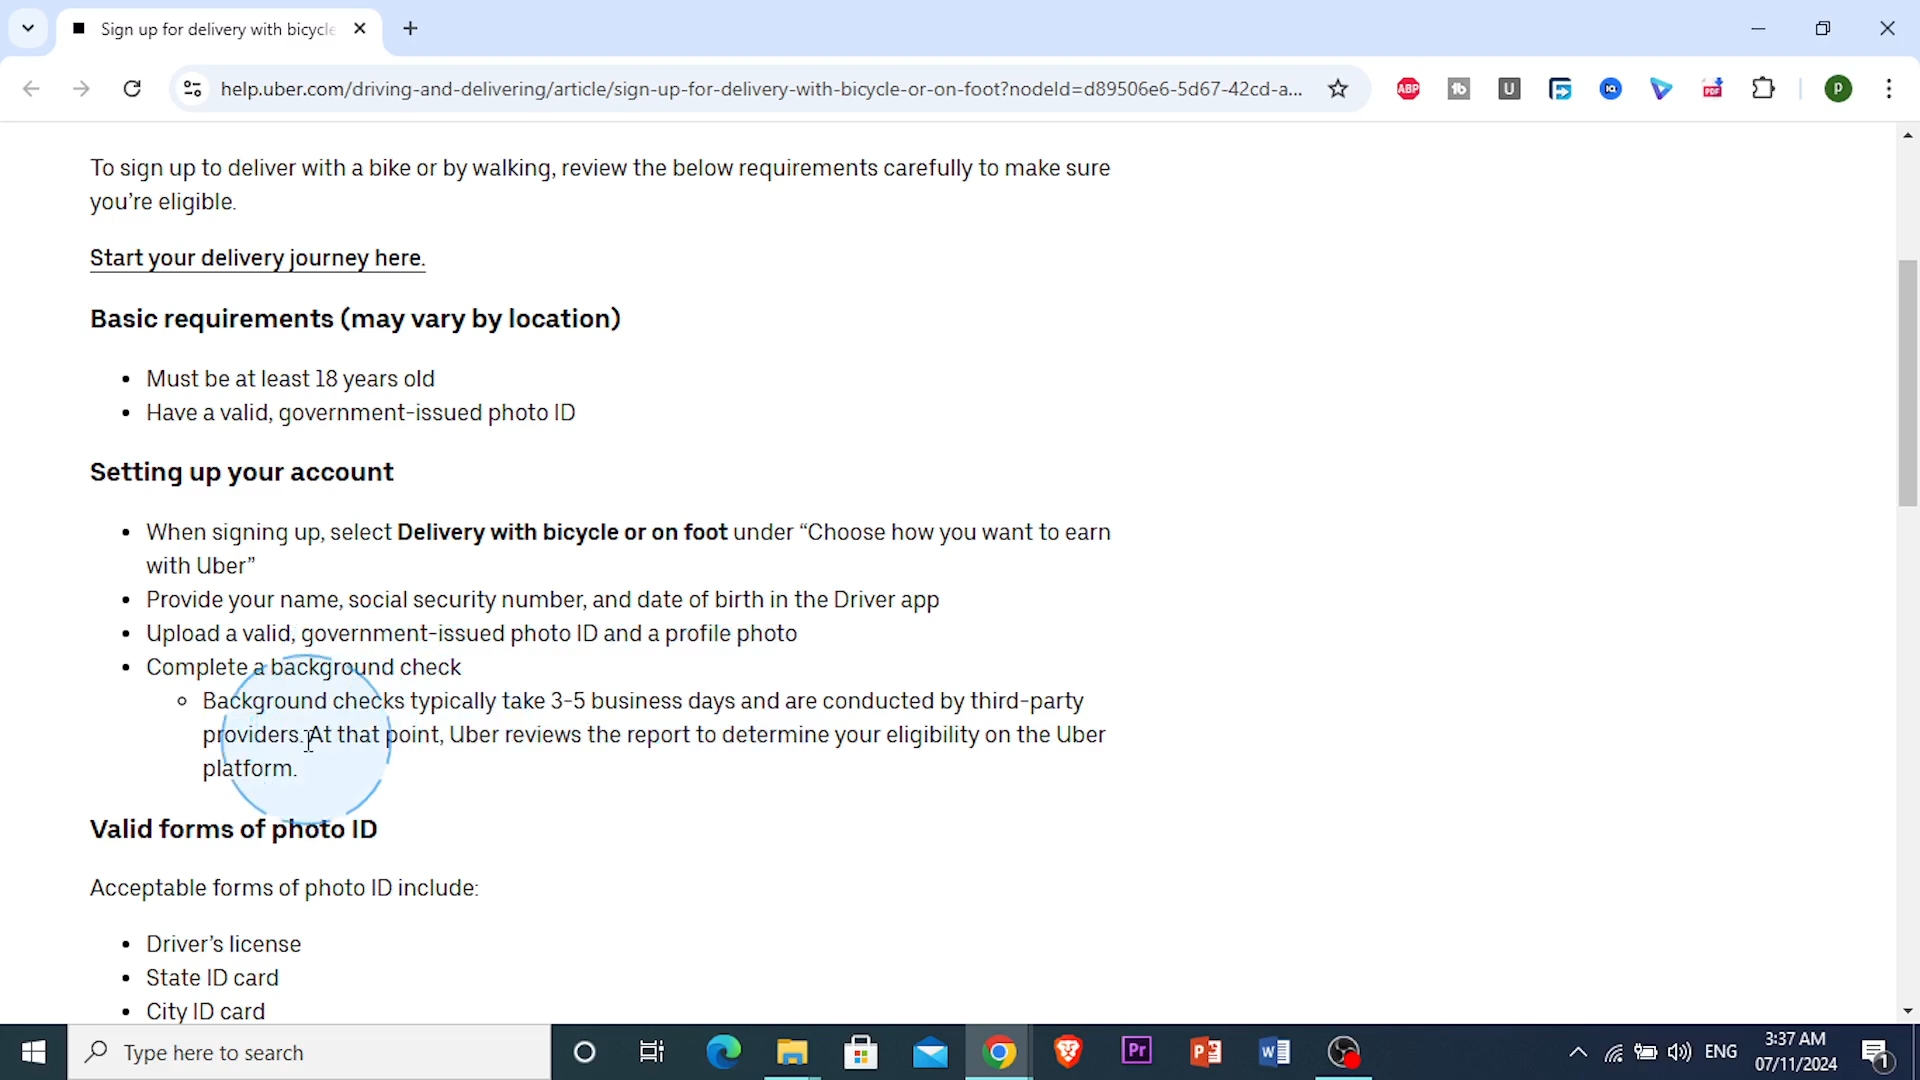 Sign up for delivery with bicycle
help.uber.com/driving-and-delivering/article/sign-up-for-delivery-with-bicycle-or-on-foot?nodeId=d89506e6-5d67-42cd-a...
ABP
tb
U
IQ
PDF
P
To sign up to deliver with a bike or by walking, review the below requirements carefully to make sure
you’re eligible.
Start your delivery journey here.
Basic requirements (may vary by location)
• Must be at least 18 years old
• Have a valid, government-issued photo ID
Setting up your account
• When signing up, select Delivery with bicycle or on foot under “Choose how you want to earn
with Uber”
• Provide your name, social security number, and date of birth in the Driver app
• Upload a valid, government-issued photo ID and a profile photo
• Complete a background check
◦ Background checks typically take 3-5 business days and are conducted by third-party
providers. At that point, Uber reviews the report to determine your eligibility on the Uber
platform.
Valid forms of photo ID
Acceptable forms of photo ID include:
• Driver’s license
• State ID card
• City ID card
Type here to search
Pr
P
W
ENG
3:37 AM
07/11/2024
1